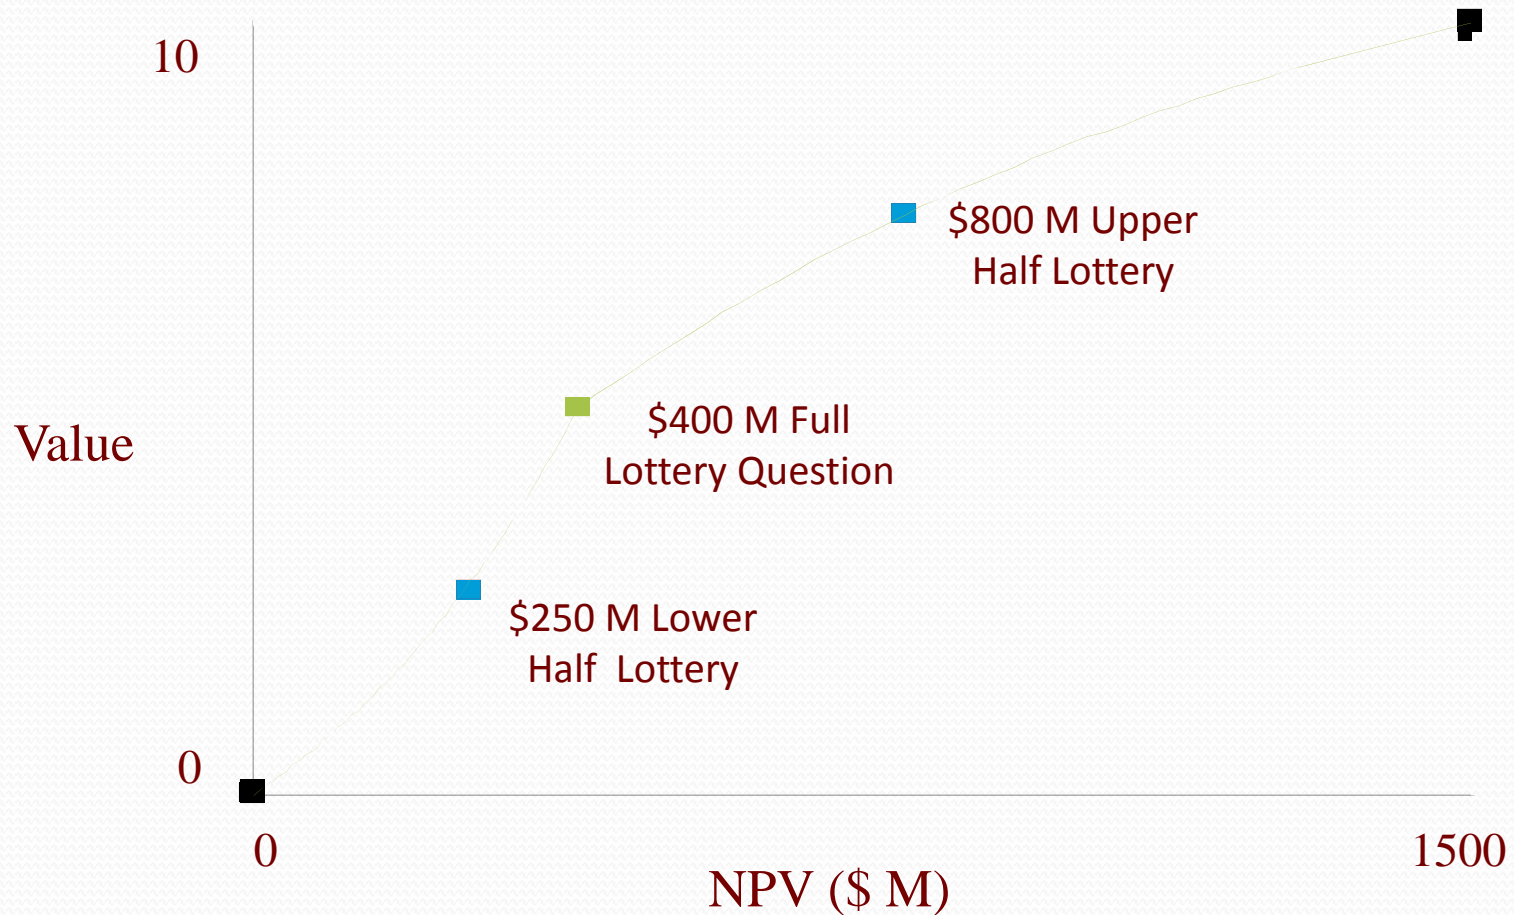 10
$800 M Upper
Half Lottery
$400 M Full
Lottery Question
Value
$250 M Lower
Half Lottery
0
0
1500
NPV ($ M)